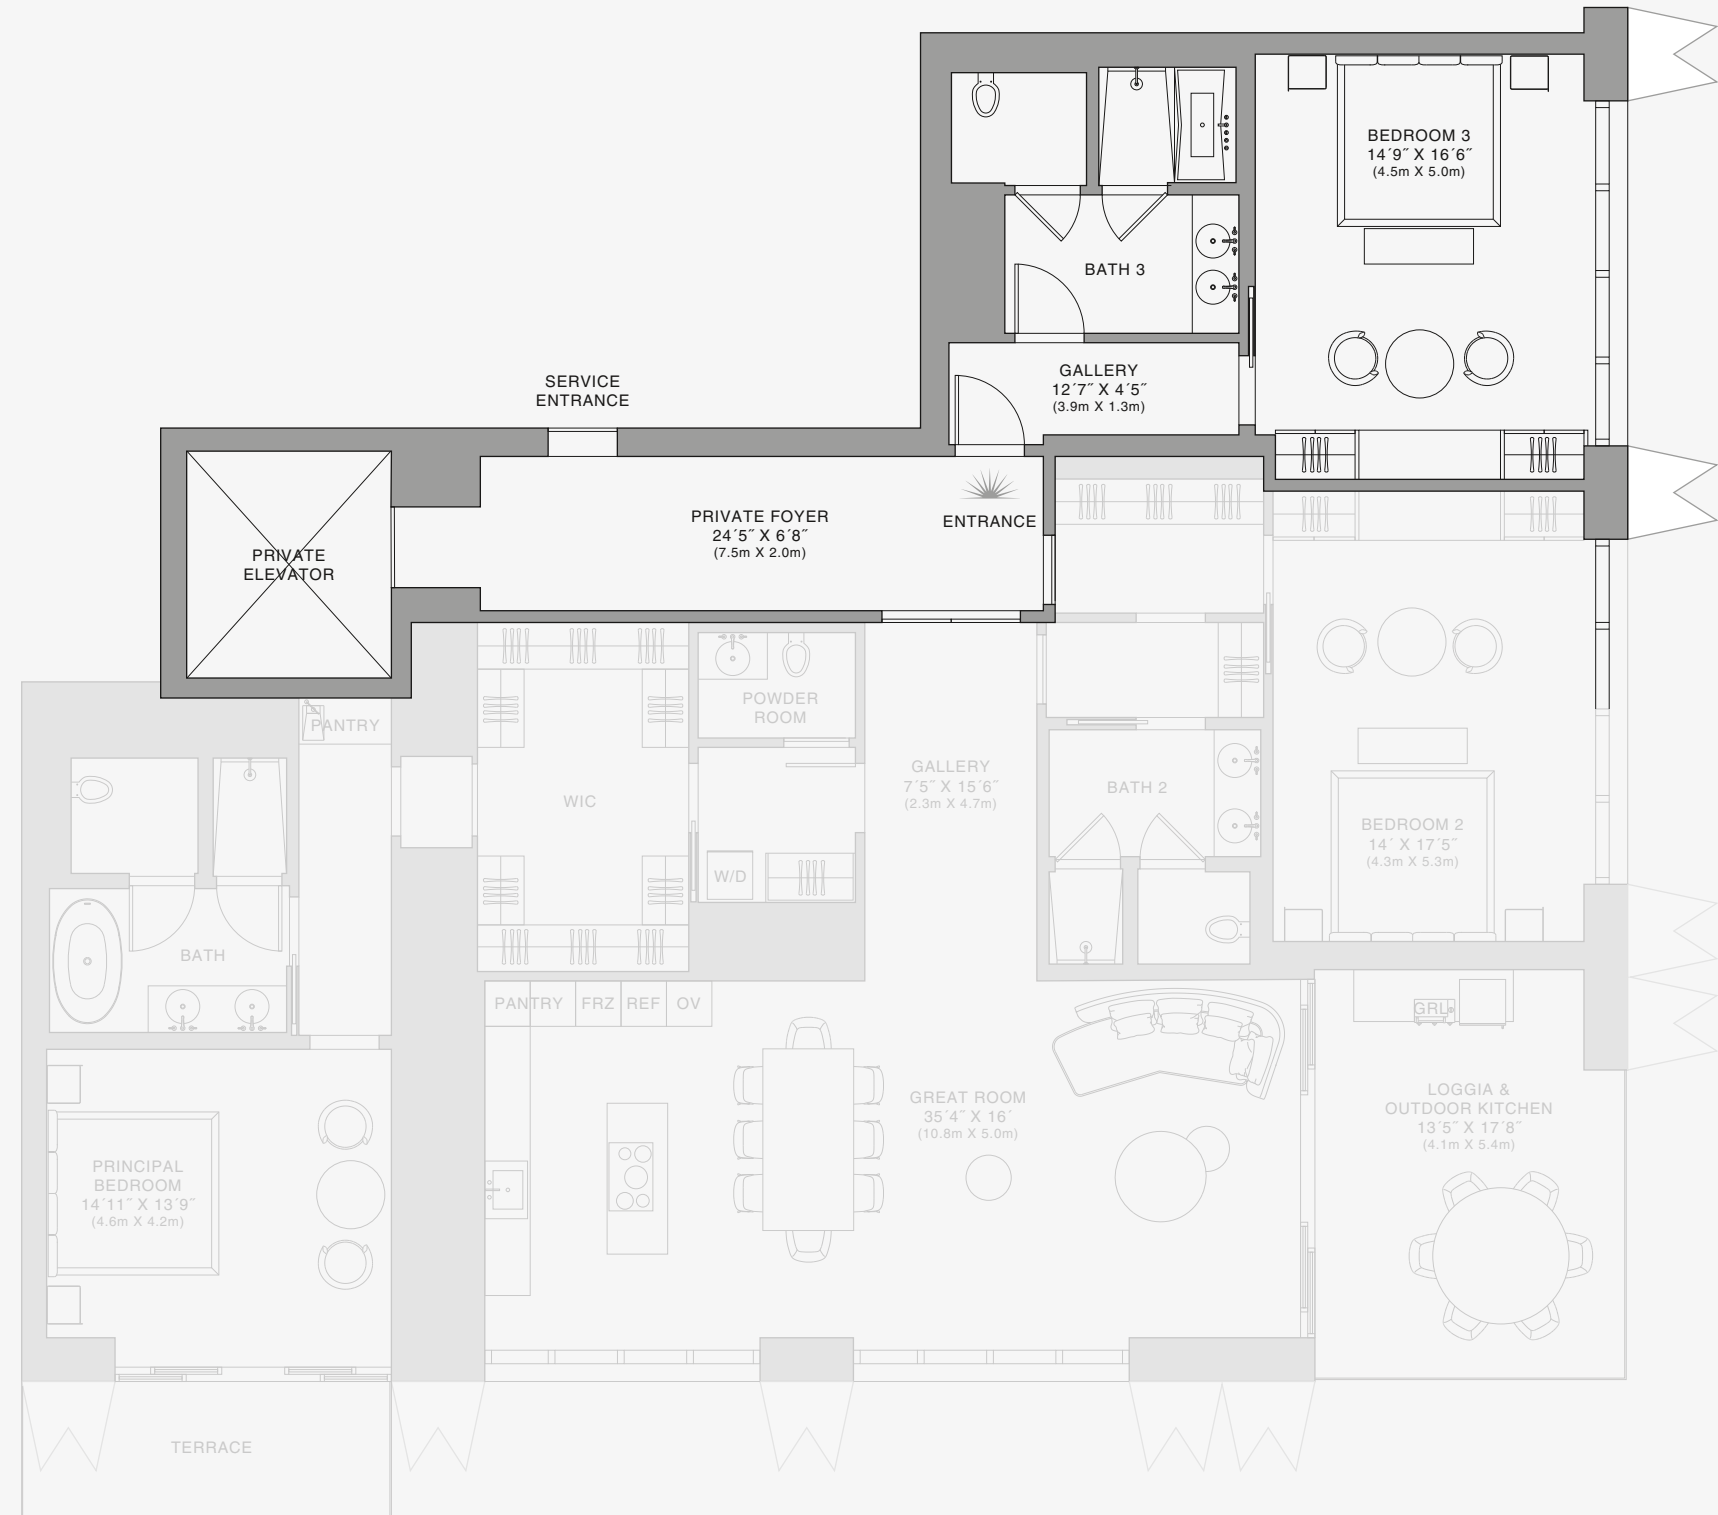 BEDROOM 3
14´9˝ X 16´6˝
(4.5m X 5.0m)
BATH 3
GALLERY
12´7˝ X 4´5˝
(3.9m X 1.3m)
SERVICE
ENTRANCE
PRIVATE FOYER
24´5˝ X 6´8˝
(7.5m X 2.0m)
ENTRANCE
PRIVATE
ELEVATOR
PANTRY
POWDER
ROOM
WIC
GALLERY
7´5˝ X 15´6˝
(2.3m X 4.7m)
BATH 2
BEDROOM 2
14´ X 17´5˝
(4.3m X 5.3m)
W/D
BATH
PANTRY FRZ REF OV
GRL
GREAT ROOM
35´4˝ X 16´
(10.8m X 5.0m)
LOGGIA &
OUTDOOR KITCHEN
13´5˝ X 17´8˝
(4.1m X 5.4m)
PRINCIPAL
BEDROOM
14´11˝ X 13´9˝
(4.6m X 4.2m)
TERRACE